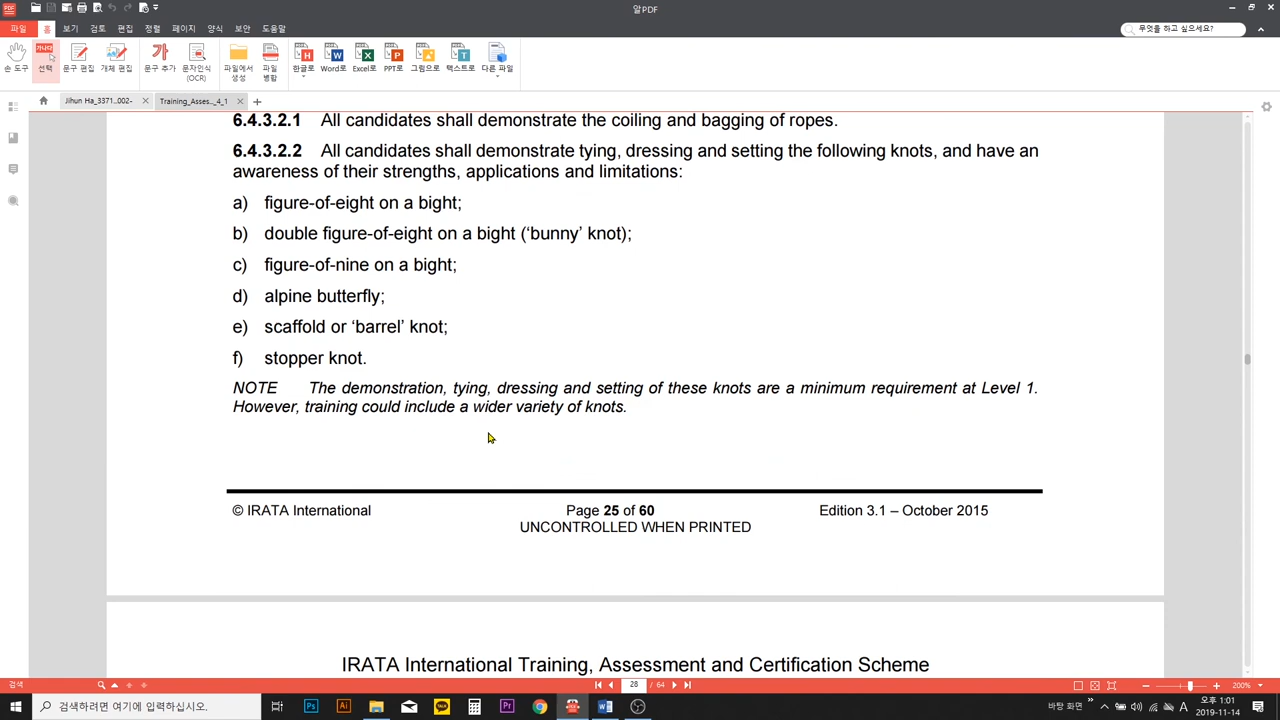 알PDF
파일 홈 보기 검토 편집 정렬 페이지 양식 보안 도움말
무엇을 하고 싶으세요?
손 도구 선택 문구 편집 개체 편집 문구 추가 문자인식 (OCR) 파일에서 생성 파일 병합 한글로 Word로 Excel로 PPT로 그림으로 텍스트로 다른 파일
Jihun Ha_3371..002-
Training_Asses.._4_1
6.4.3.2.1 All candidates shall demonstrate the coiling and bagging of ropes.
6.4.3.2.2 All candidates shall demonstrate tying, dressing and setting the following knots, and have an
awareness of their strengths, applications and limitations:
a) figure-of-eight on a bight;
b) double figure-of-eight on a bight (‘bunny’ knot);
c) figure-of-nine on a bight;
d) alpine butterfly;
e) scaffold or ‘barrel’ knot;
f) stopper knot.
NOTE The demonstration, tying, dressing and setting of these knots are a minimum requirement at Level 1.
However, training could include a wider variety of knots.
© IRATA International Page 25 of 60 Edition 3.1 – October 2015
UNCONTROLLED WHEN PRINTED
IRATA International Training, Assessment and Certification Scheme
검색 28 / 64 200%
검색하려면 여기에 입력하십시오.
바탕 화면 A 오후 1:01
2019-11-14